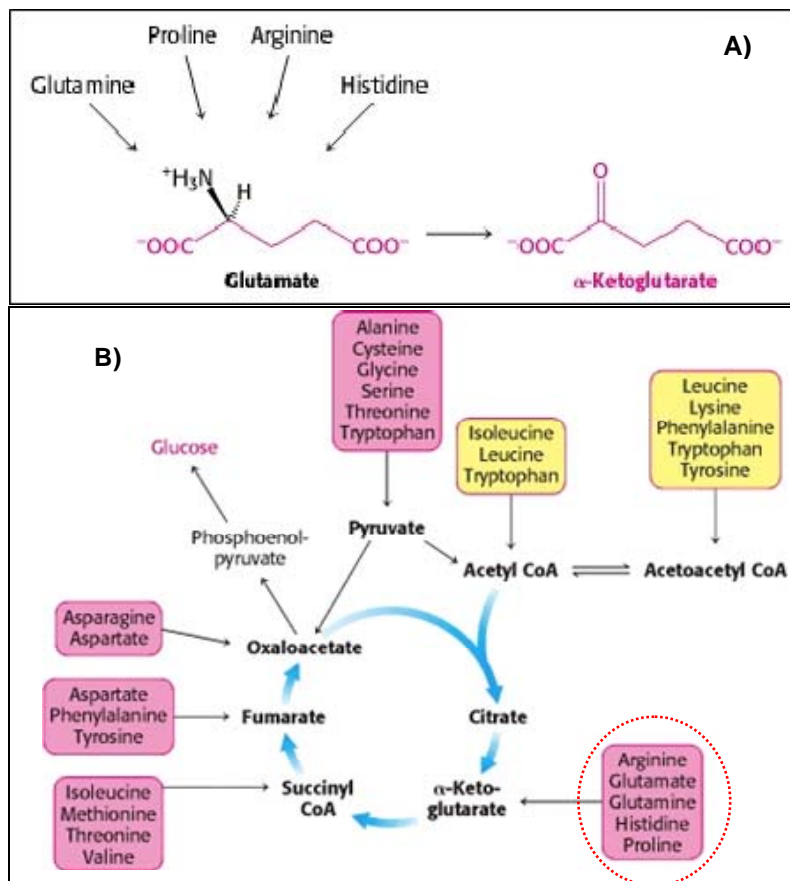 A)
Proline
Arginine
Glutamine
Histidine
⁺H₃N
H
⁻OOC
COO⁻
Glutamate
O
⁻OOC
COO⁻
α-Ketoglutarate
B)
Alanine
Cysteine
Glycine
Serine
Threonine
Tryptophan
Isoleucine
Leucine
Tryptophan
Leucine
Lysine
Phenylalanine
Tryptophan
Tyrosine
Glucose
Phosphoenol-
pyruvate
Pyruvate
Acetyl CoA
Acetoacetyl CoA
Asparagine
Aspartate
Oxaloacetate
Aspartate
Phenylalanine
Tyrosine
Fumarate
Citrate
Isoleucine
Methionine
Threonine
Valine
Succinyl
CoA
α-Keto-
glutarate
Arginine
Glutamate
Glutamine
Histidine
Proline